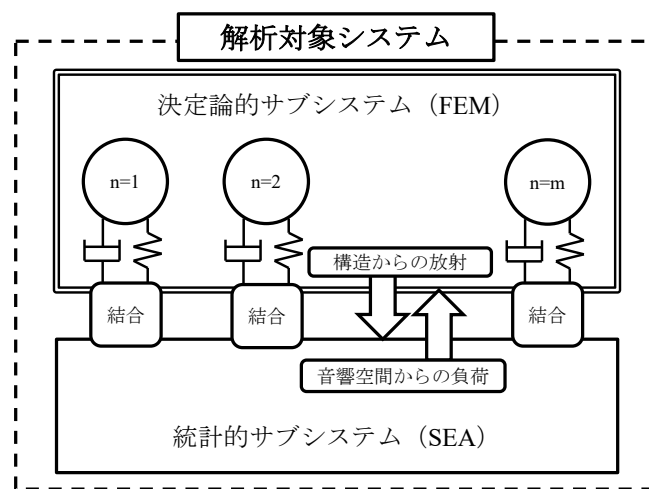 解析対象システム
決定論的サブシステム（FEM）
n=1
n=2
n=m
構造からの放射
結合
結合
結合
音響空間からの負荷
統計的サブシステム（SEA）